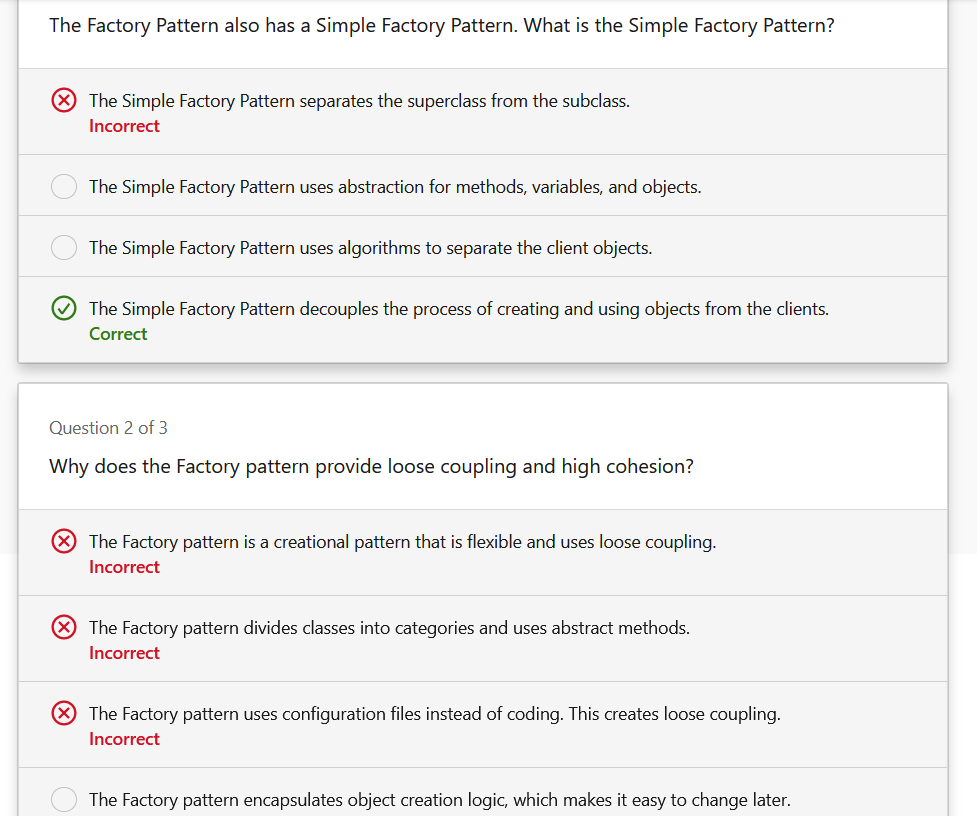 The Factory Pattern also has a Simple Factory Pattern. What is the Simple Factory Pattern?
The Simple Factory Pattern separates the superclass from the subclass.
Incorrect
The Simple Factory Pattern uses abstraction for methods, variables, and objects.
The Simple Factory Pattern uses algorithms to separate the client objects.
The Simple Factory Pattern decouples the process of creating and using objects from the clients.
Correct
Question 2 of 3
Why does the Factory pattern provide loose coupling and high cohesion?
The Factory pattern is a creational pattern that is flexible and uses loose coupling.
Incorrect
The Factory pattern divides classes into categories and uses abstract methods.
Incorrect
The Factory pattern uses configuration files instead of coding. This creates loose coupling.
Incorrect
The Factory pattern encapsulates object creation logic, which makes it easy to change later.